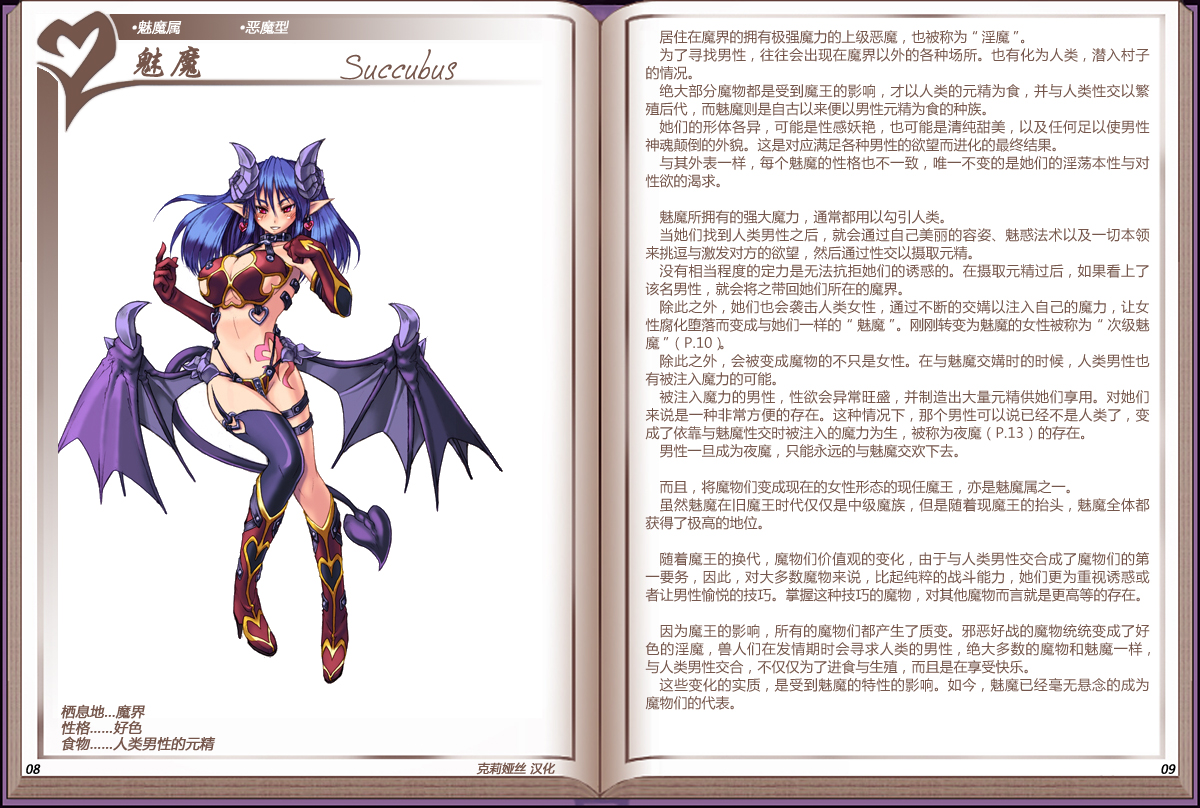 •魅魔属
•恶魔型
魅魔
Succubus
栖息地...魔界
性格......好色
食物......人类男性的元精
08
克莉娅丝 汉化
居住在魔界的拥有极强魔力的上级恶魔，也被称为“ 淫魔 ”。
为了寻找男性，往往会出现在魔界以外的各种场所。也有化为人类，潜入村子
的情况。
绝大部分魔物都是受到魔王的影响，才以人类的元精为食，并与人类性交以繁
殖后代，而魅魔则是自古以来便以男性元精为食的种族。
她们的形体各异，可能是性感妖艳，也可能是清纯甜美，以及任何足以使男性
神魂颠倒的外貌。这是对应满足各种男性的欲望而进化的最终结果。
与其外表一样，每个魅魔的性格也不一致，唯一不变的是她们的淫荡本性与对
性欲的渴求。
魅魔所拥有的强大魔力，通常都用以勾引人类。
当她们找到人类男性之后，就会通过自己美丽的容姿、魅惑法术以及一切本领
来挑逗与激发对方的欲望，然后通过性交以摄取元精。
没有相当程度的定力是无法抗拒她们的诱惑的。在摄取元精过后，如果看上了
该名男性，就会将之带回她们所在的魔界。
除此之外，她们也会袭击人类女性，通过不断的交媾以注入自己的魔力，让女
性腐化堕落而变成与她们一样的“ 魅魔 ”。刚刚转变为魅魔的女性被称为“ 次级魅
魔 ”（ P.10 ）。
除此之外，会被变成魔物的不只是女性。在与魅魔交媾时的时候，人类男性也
有被注入魔力的可能。
被注入魔力的男性，性欲会异常旺盛，并制造出大量元精供她们享用。对她们
来说是一种非常方便的存在。这种情况下，那个男性可以说已经不是人类了，变
成了依靠与魅魔性交时被注入的魔力为生，被称为夜魔（ P.13 ）的存在。
男性一旦成为夜魔，只能永远的与魅魔交欢下去。
而且，将魔物们变成现在的女性形态的现任魔王，亦是魅魔属之一。
虽然魅魔在旧魔王时代仅仅是中级魔族，但是随着现魔王的抬头，魅魔全体都
获得了极高的地位。
随着魔王的换代，魔物们价值观的变化，由于与人类男性交合成了魔物们的第
一要务，因此，对大多数魔物来说，比起纯粹的战斗能力，她们更为重视诱惑或
者让男性愉悦的技巧。掌握这种技巧的魔物，对其他魔物而言就是更高等的存在。
因为魔王的影响，所有的魔物们都产生了质变。邪恶好战的魔物统统变成了好
色的淫魔，兽人们在发情期时会寻求人类的男性，绝大多数的魔物和魅魔一样，
与人类男性交合，不仅仅为了进食与生殖，而且是在享受快乐。
这些变化的实质，是受到魅魔的特性的影响。如今，魅魔已经毫无悬念的成为
魔物们的代表。
09